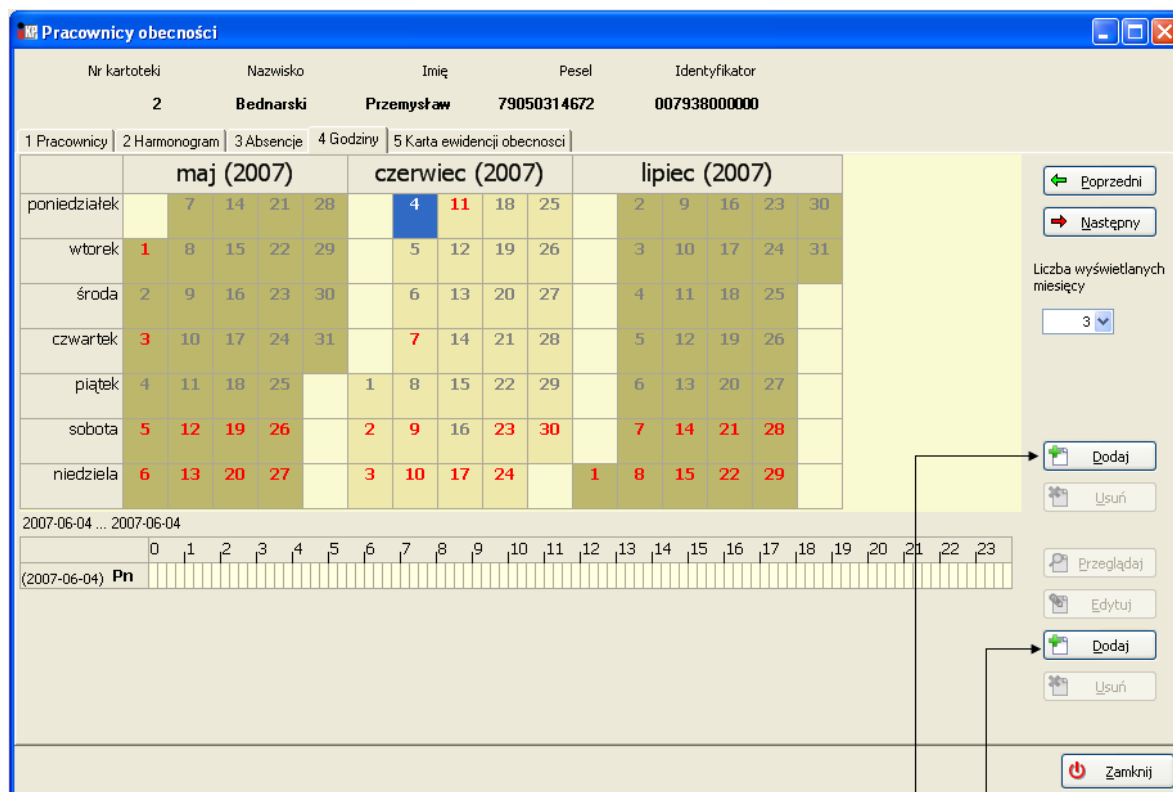 KP Pracownicy obecności
Nr kartoteki Nazwisko Imię Pesel Identyfikator
2 Bednarski Przemysław 79050314672 007938000000
1 Pracownicy 2 Harmonogram 3 Absencje 4 Godziny 5 Karta ewidencji obecnosci
maj (2007) czerwiec (2007) lipiec (2007)
poniedziałek 7 14 21 28 4 11 18 25 2 9 16 23 30
wtorek 1 8 15 22 29 5 12 19 26 3 10 17 24 31
środa 2 9 16 23 30 6 13 20 27 4 11 18 25
czwartek 3 10 17 24 31 7 14 21 28 5 12 19 26
piątek 4 11 18 25 1 8 15 22 29 6 13 20 27
sobota 5 12 19 26 2 9 16 23 30 7 14 21 28
niedziela 6 13 20 27 3 10 17 24 1 8 15 22 29
Poprzedni
Następny
Liczba wyświetlanych
miesięcy
3
Dodaj
Usuń
2007-06-04 ... 2007-06-04
0 1 2 3 4 5 6 7 8 9 10 11 12 13 14 15 16 17 18 19 20 21 22 23
(2007-06-04) Pn
Przeglądaj
Edytuj
Dodaj
Usuń
Zamknij